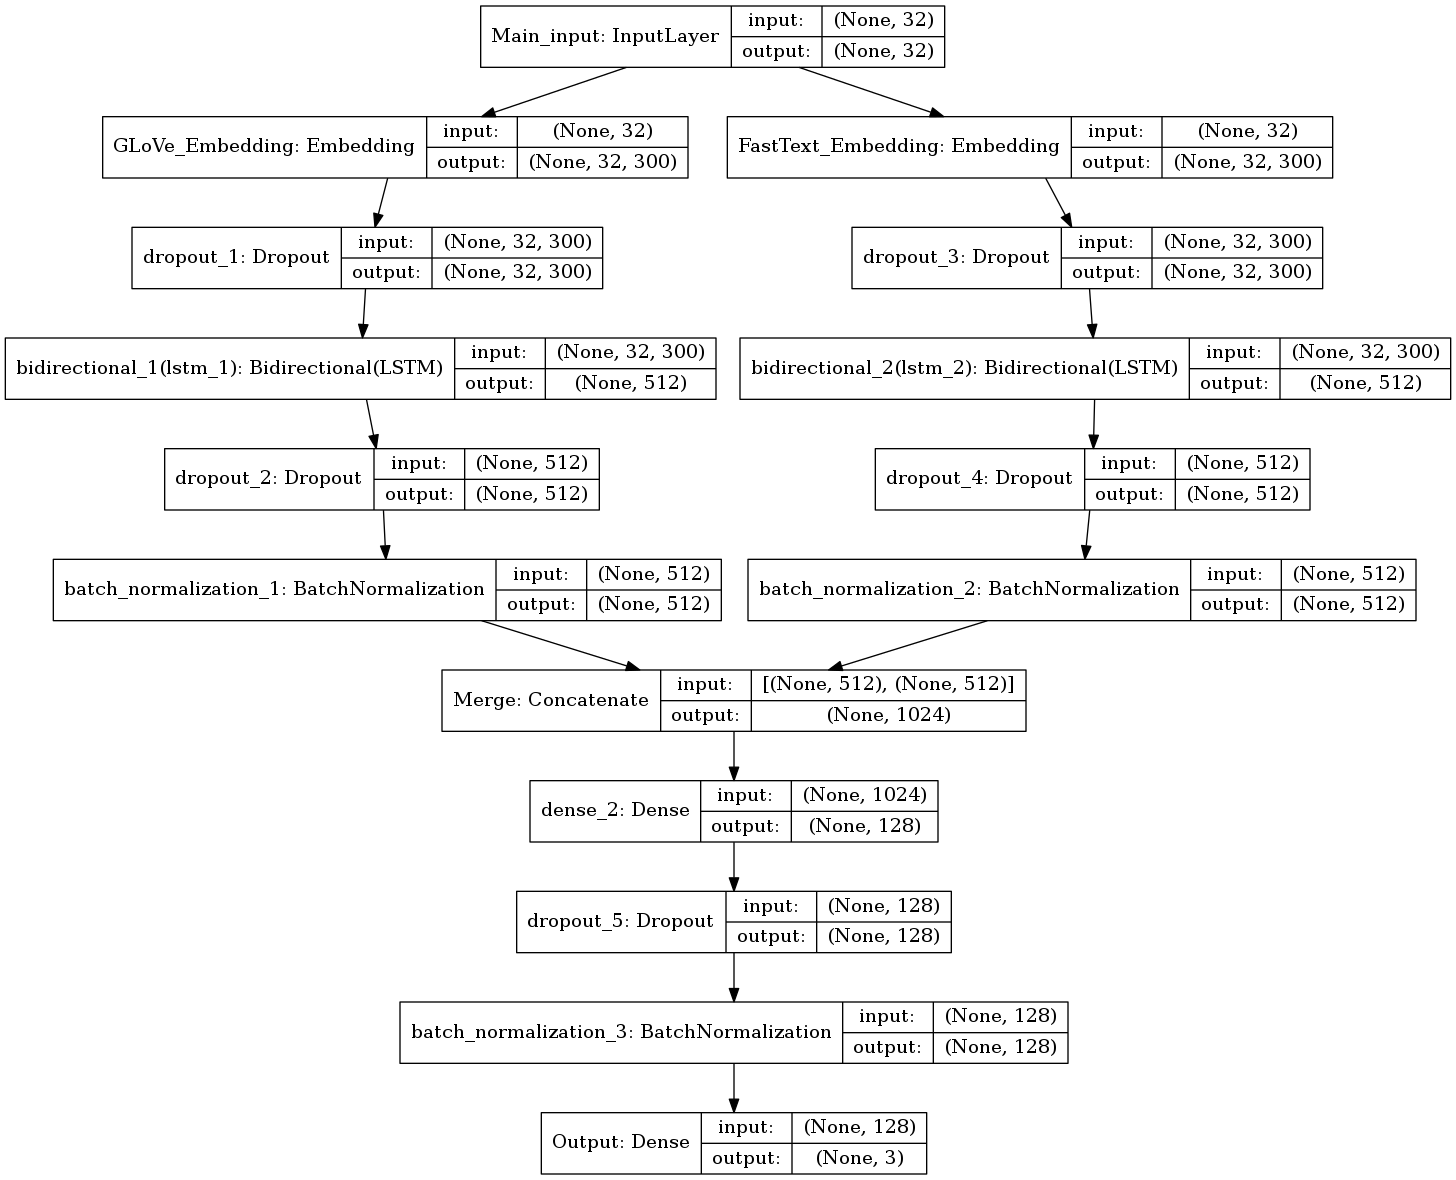 Main_input: InputLayer
input:
(None, 32)
output:
(None, 32)
GLoVe_Embedding: Embedding
input:
(None, 32)
output:
(None, 32, 300)
FastText_Embedding: Embedding
input:
(None, 32)
output:
(None, 32, 300)
dropout_1: Dropout
input:
(None, 32, 300)
output:
(None, 32, 300)
dropout_3: Dropout
input:
(None, 32, 300)
output:
(None, 32, 300)
bidirectional_1(lstm_1): Bidirectional(LSTM)
input:
(None, 32, 300)
output:
(None, 512)
bidirectional_2(lstm_2): Bidirectional(LSTM)
input:
(None, 32, 300)
output:
(None, 512)
dropout_2: Dropout
input:
(None, 512)
output:
(None, 512)
dropout_4: Dropout
input:
(None, 512)
output:
(None, 512)
batch_normalization_1: BatchNormalization
input:
(None, 512)
output:
(None, 512)
batch_normalization_2: BatchNormalization
input:
(None, 512)
output:
(None, 512)
Merge: Concatenate
input:
[(None, 512), (None, 512)]
output:
(None, 1024)
dense_2: Dense
input:
(None, 1024)
output:
(None, 128)
dropout_5: Dropout
input:
(None, 128)
output:
(None, 128)
batch_normalization_3: BatchNormalization
input:
(None, 128)
output:
(None, 128)
Output: Dense
input:
(None, 128)
output:
(None, 3)